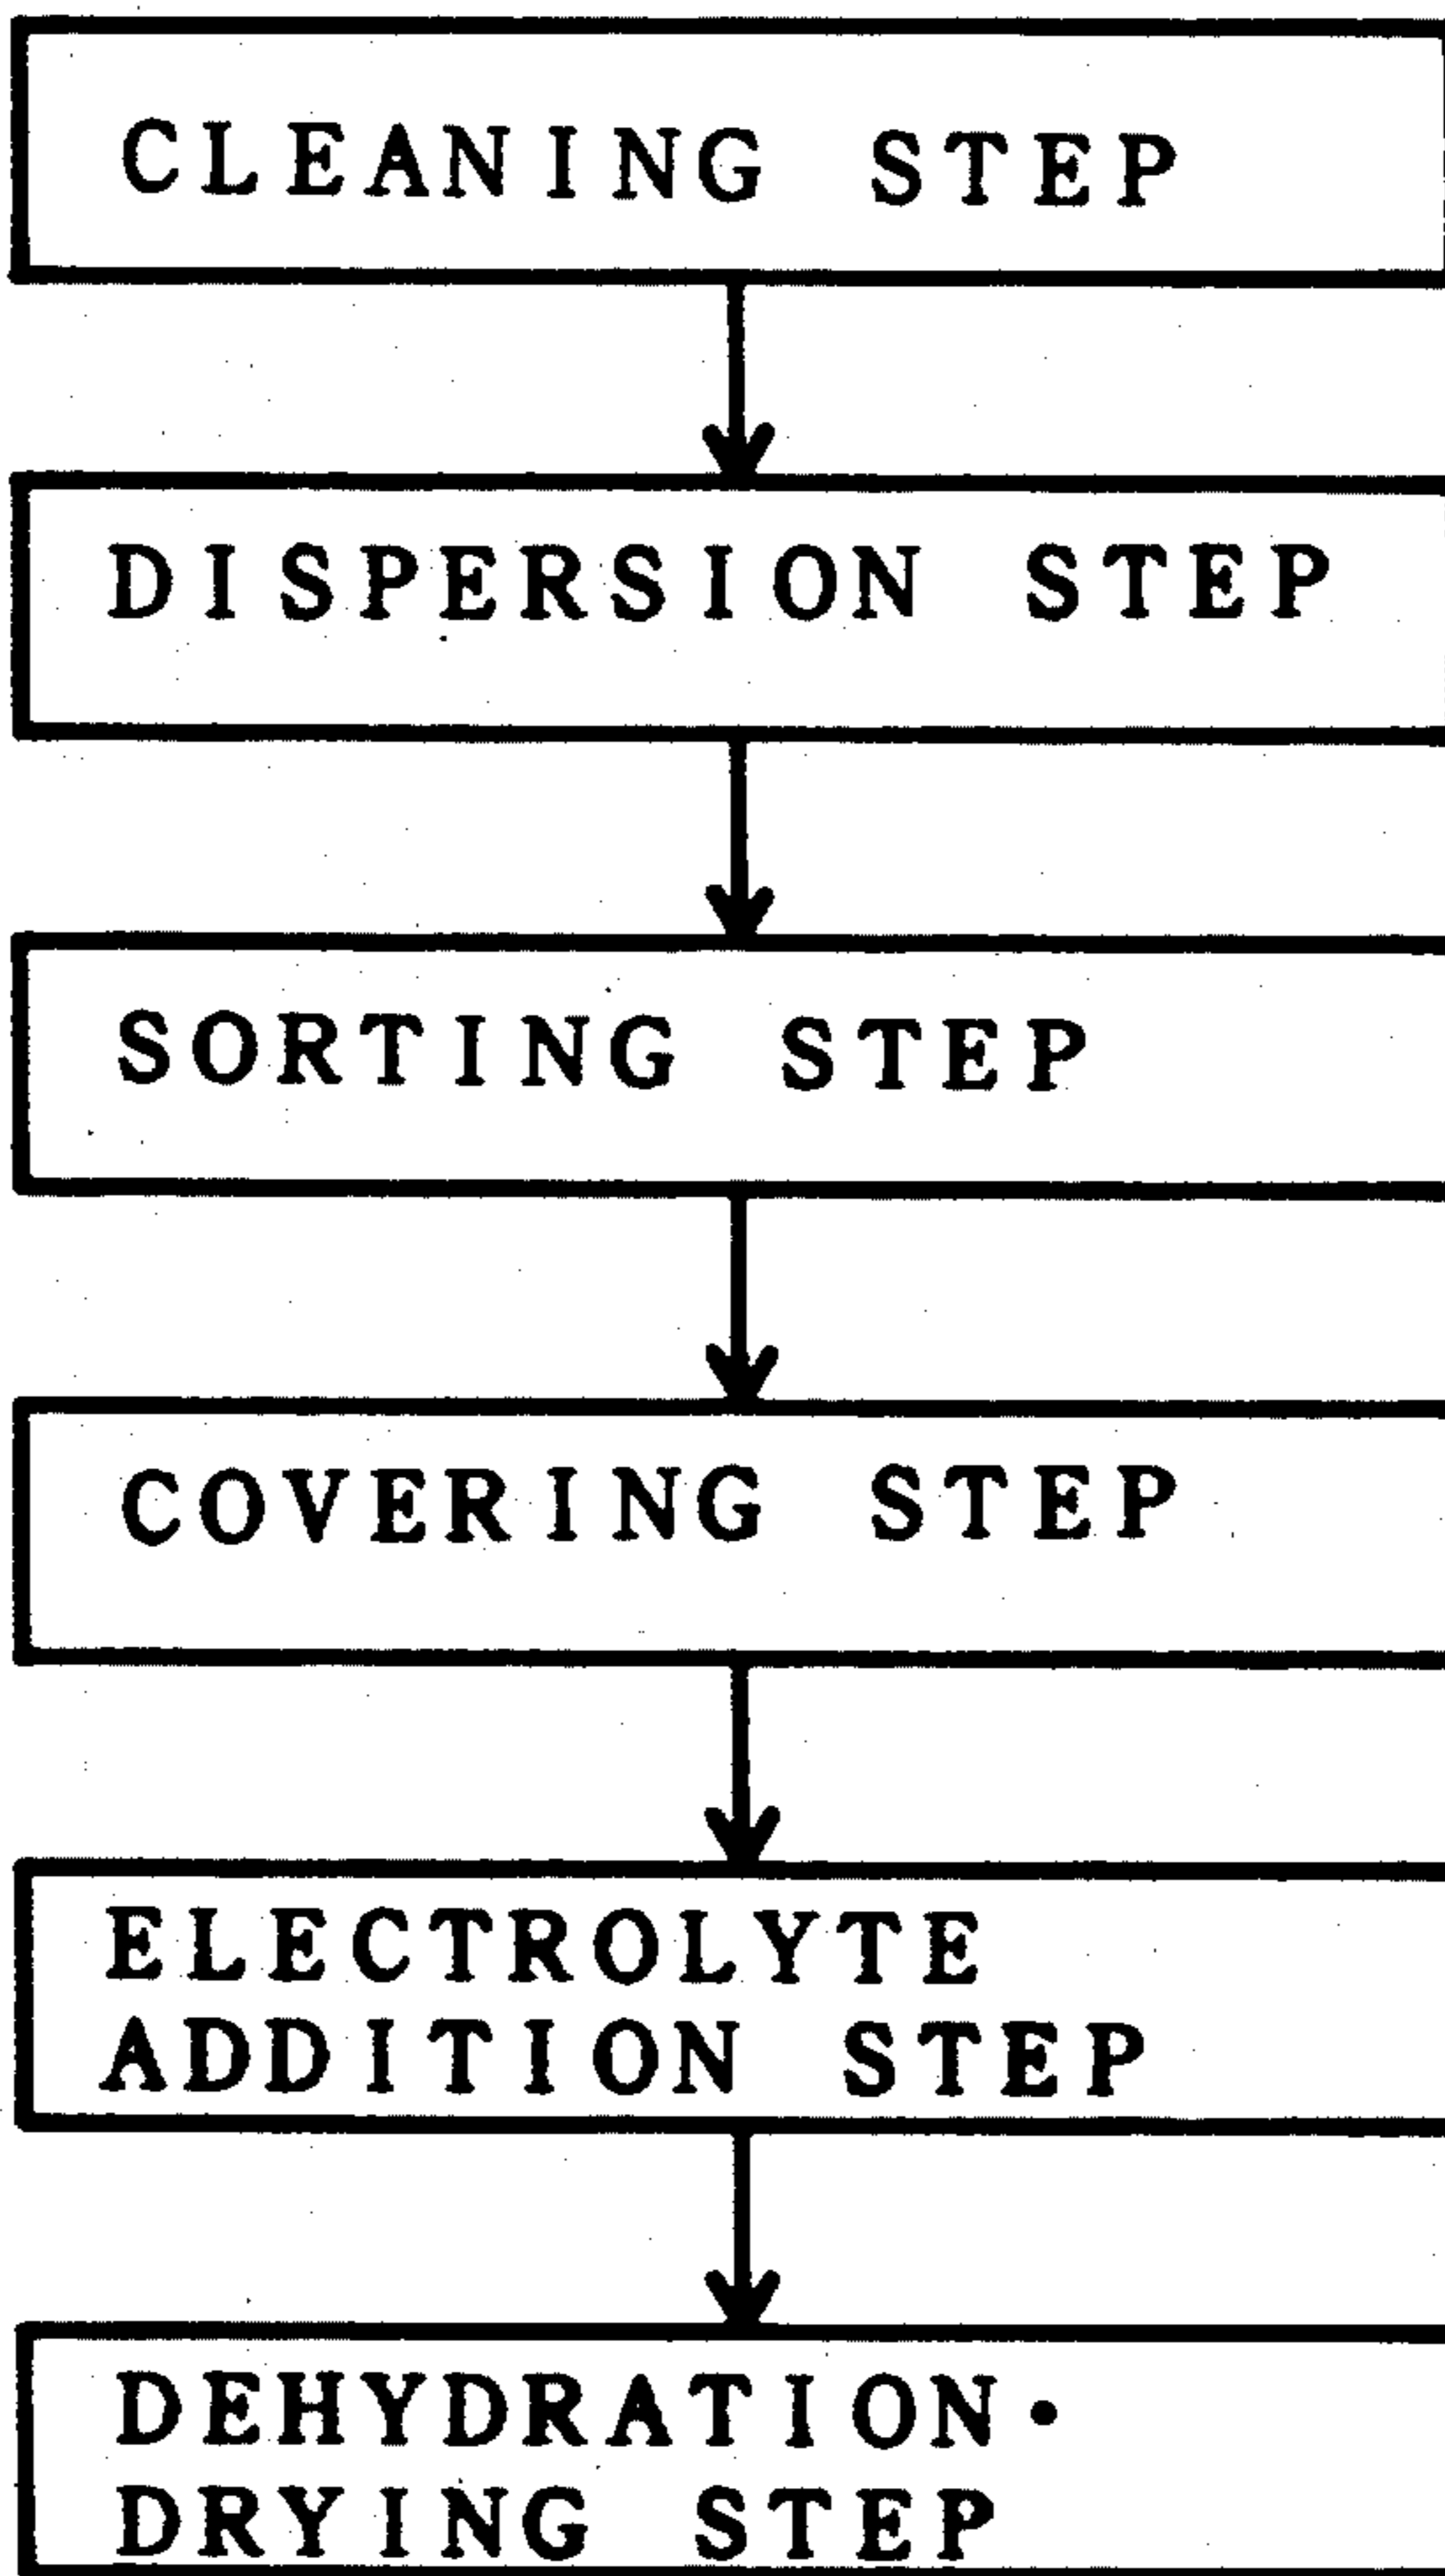 CLEANING STEP
DISPERSION STEP
SORTING STEP
COVERING STEP
ELECTROLYTE
ADDITION STEP
DEHYDRATION・
DRYING STEP